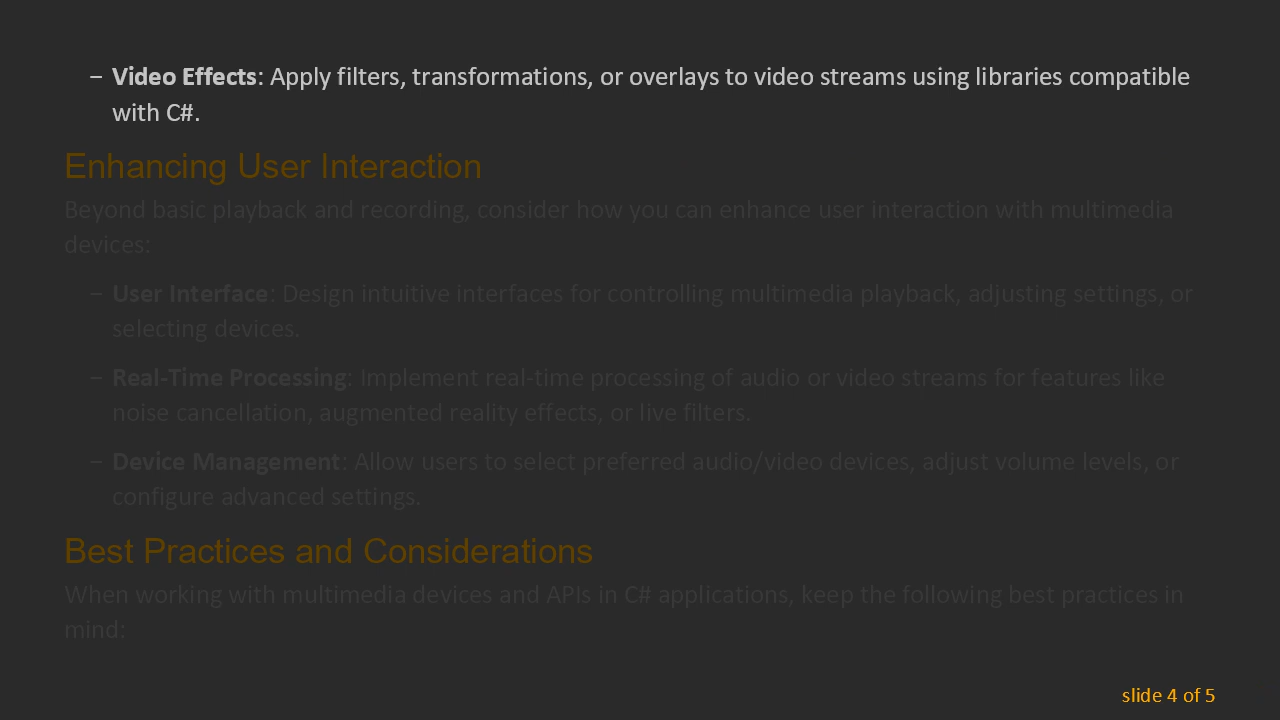 – Video Effects: Apply filters, transformations, or overlays to video streams using libraries compatible
with C#.
Enhancing User Interaction
Beyond basic playback and recording, consider how you can enhance user interaction with multimedia
devices:
– User Interface: Design intuitive interfaces for controlling multimedia playback, adjusting settings, or
selecting devices.
– Real-Time Processing: Implement real-time processing of audio or video streams for features like
noise cancellation, augmented reality effects, or live filters.
– Device Management: Allow users to select preferred audio/video devices, adjust volume levels, or
configure advanced settings.
Best Practices and Considerations
When working with multimedia devices and APIs in C# applications, keep the following best practices in
mind:
slide 4 of 5